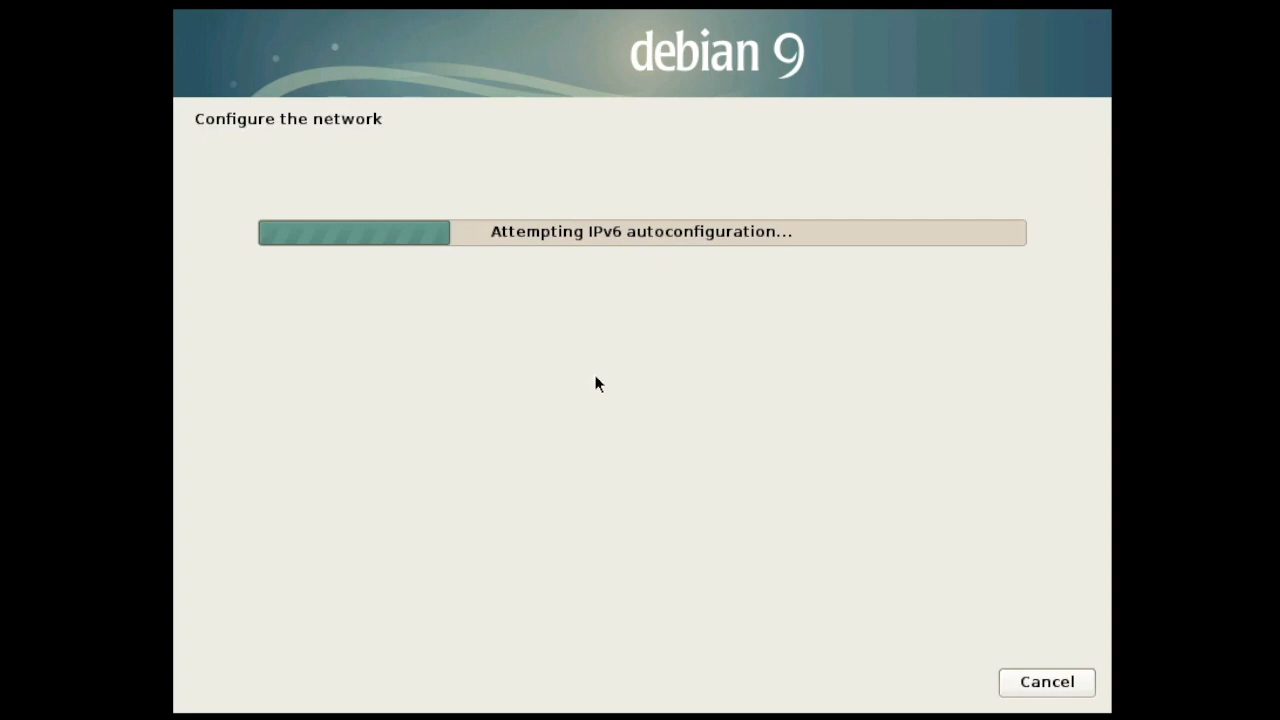 debian 9
Configure the network
Attempting IPv6 autoconfiguration...
Cancel